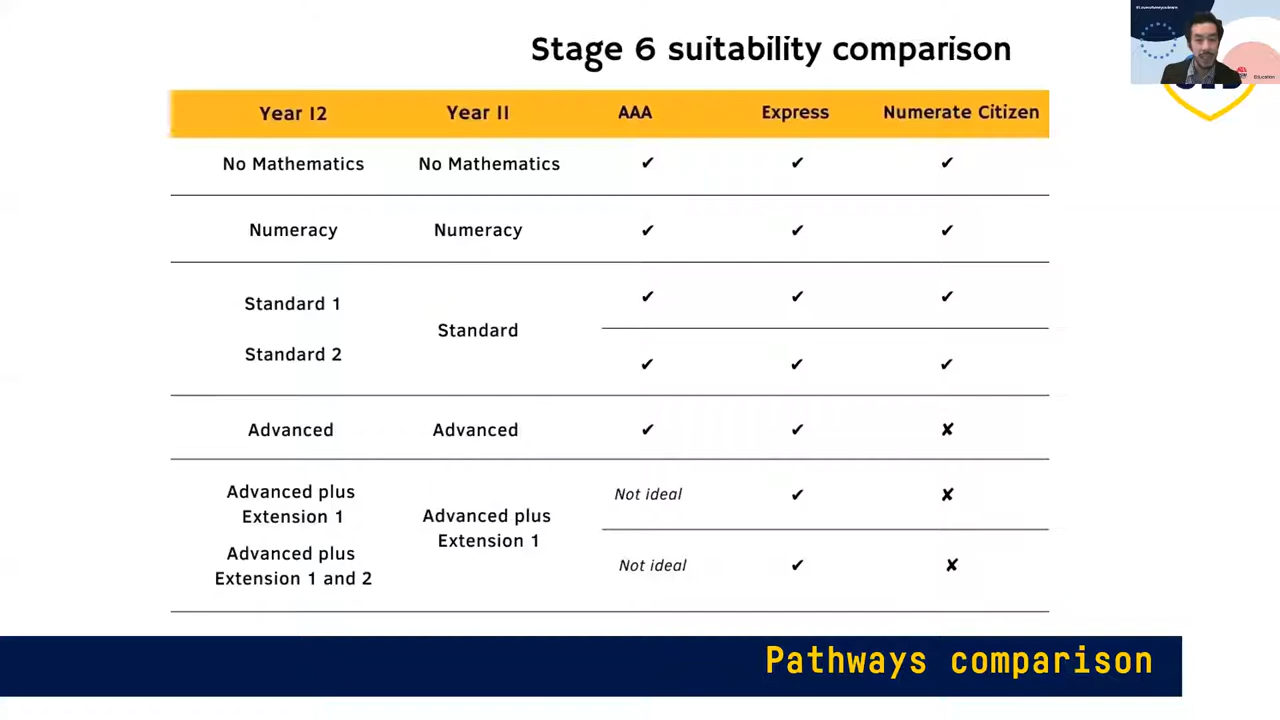 Stage 6 suitability comparison
Year 12 Year 11 AAA Express Numerate Citizen
No Mathematics No Mathematics ✔ ✔ ✔
Numeracy Numeracy ✔ ✔ ✔
Standard 1 ✔ ✔ ✔
Standard
Standard 2 ✔ ✔ ✔
Advanced Advanced ✔ ✔ ✘
Advanced plus
Extension 1
Not ideal ✔ ✘
Advanced plus
Extension 1
Advanced plus
Extension 1 and 2
Not ideal ✔ ✘
Pathways comparison
Education